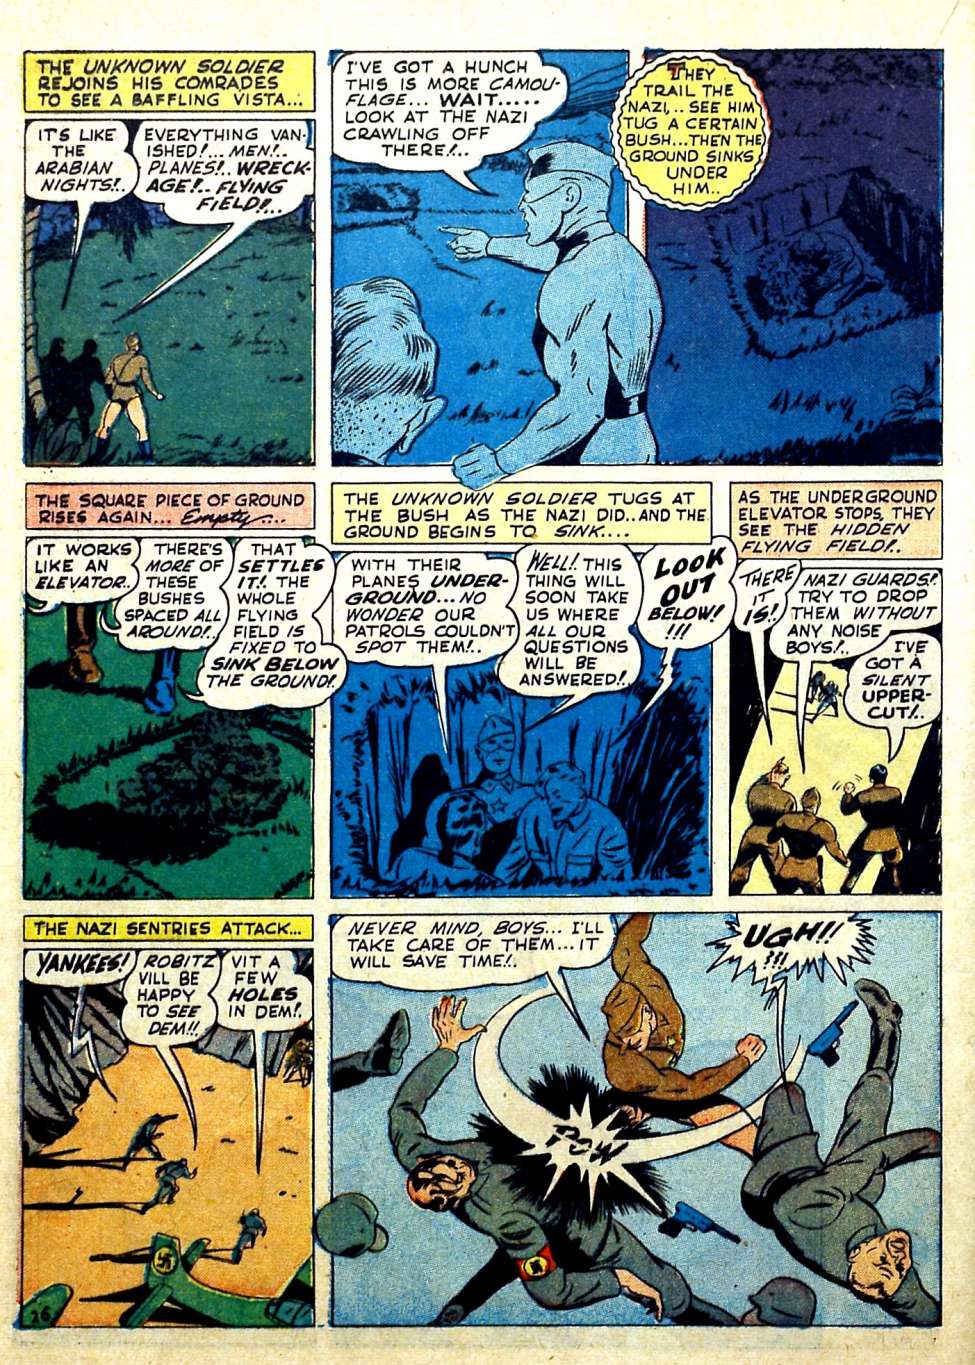 THE UNKNOWN SOLDIER
REJOINS HIS COMRADES
TO SEE A BAFFLING VISTA...
IT'S LIKE
THE
ARABIAN
NIGHTS!..
EVERYTHING VAN-
ISHED!...MEN!..
PLANES!.. WRECK-
AGE!.. FLYING
FIELD!...
I'VE GOT A HUNCH
THIS IS MORE CAMOU-
FLAGE... WAIT.....
LOOK AT THE NAZI
CRAWLING OFF
THERE!..
THEY
TRAIL THE
NAZI,.. SEE HIM
TUG A CERTAIN
BUSH...THEN THE
GROUND SINKS
UNDER
HIM..
THE SQUARE PIECE OF GROUND
RISES AGAIN... Empty....
IT WORKS
LIKE AN
ELEVATOR..
THERE'S
MORE OF
THESE
BUSHES
SPACED ALL
AROUND!..
THAT
SETTLES
IT!. THE
WHOLE
FLYING
FIELD IS
FIXED TO
SINK BELOW
THE GROUND!.
THE UNKNOWN SOLDIER TUGS AT
THE BUSH AS THE NAZI DID..AND THE
GROUND BEGINS TO SINK....
WITH THEIR
PLANES UNDER-
GROUND...NO
WONDER OUR
PATROLS COULDN'T
SPOT THEM!..
WELL!. THIS
THING WILL
SOON TAKE
US WHERE
ALL OUR
QUESTIONS
WILL BE
ANSWERED!..
LOOK
OUT
BELOW!
!!!
AS THE UNDERGROUND
ELEVATOR STOPS, THEY
SEE THE HIDDEN
FLYING FIELD!..
THERE
IT
IS!
NAZI GUARDS!.
TRY TO DROP
THEM WITHOUT
ANY NOISE
BOYS!..
I'VE
GOT A
SILENT
UPPER-
CUT!..
THE NAZI SENTRIES ATTACK...
YANKEES!
ROBITZ
VILL BE
HAPPY
TO SEE
DEM!!
VIT A
FEW
HOLES
IN DEM!.
26
NEVER MIND, BOYS... I'LL
TAKE CARE OF THEM...IT
WILL SAVE TIME!..
UGH!!!
?!!
POW